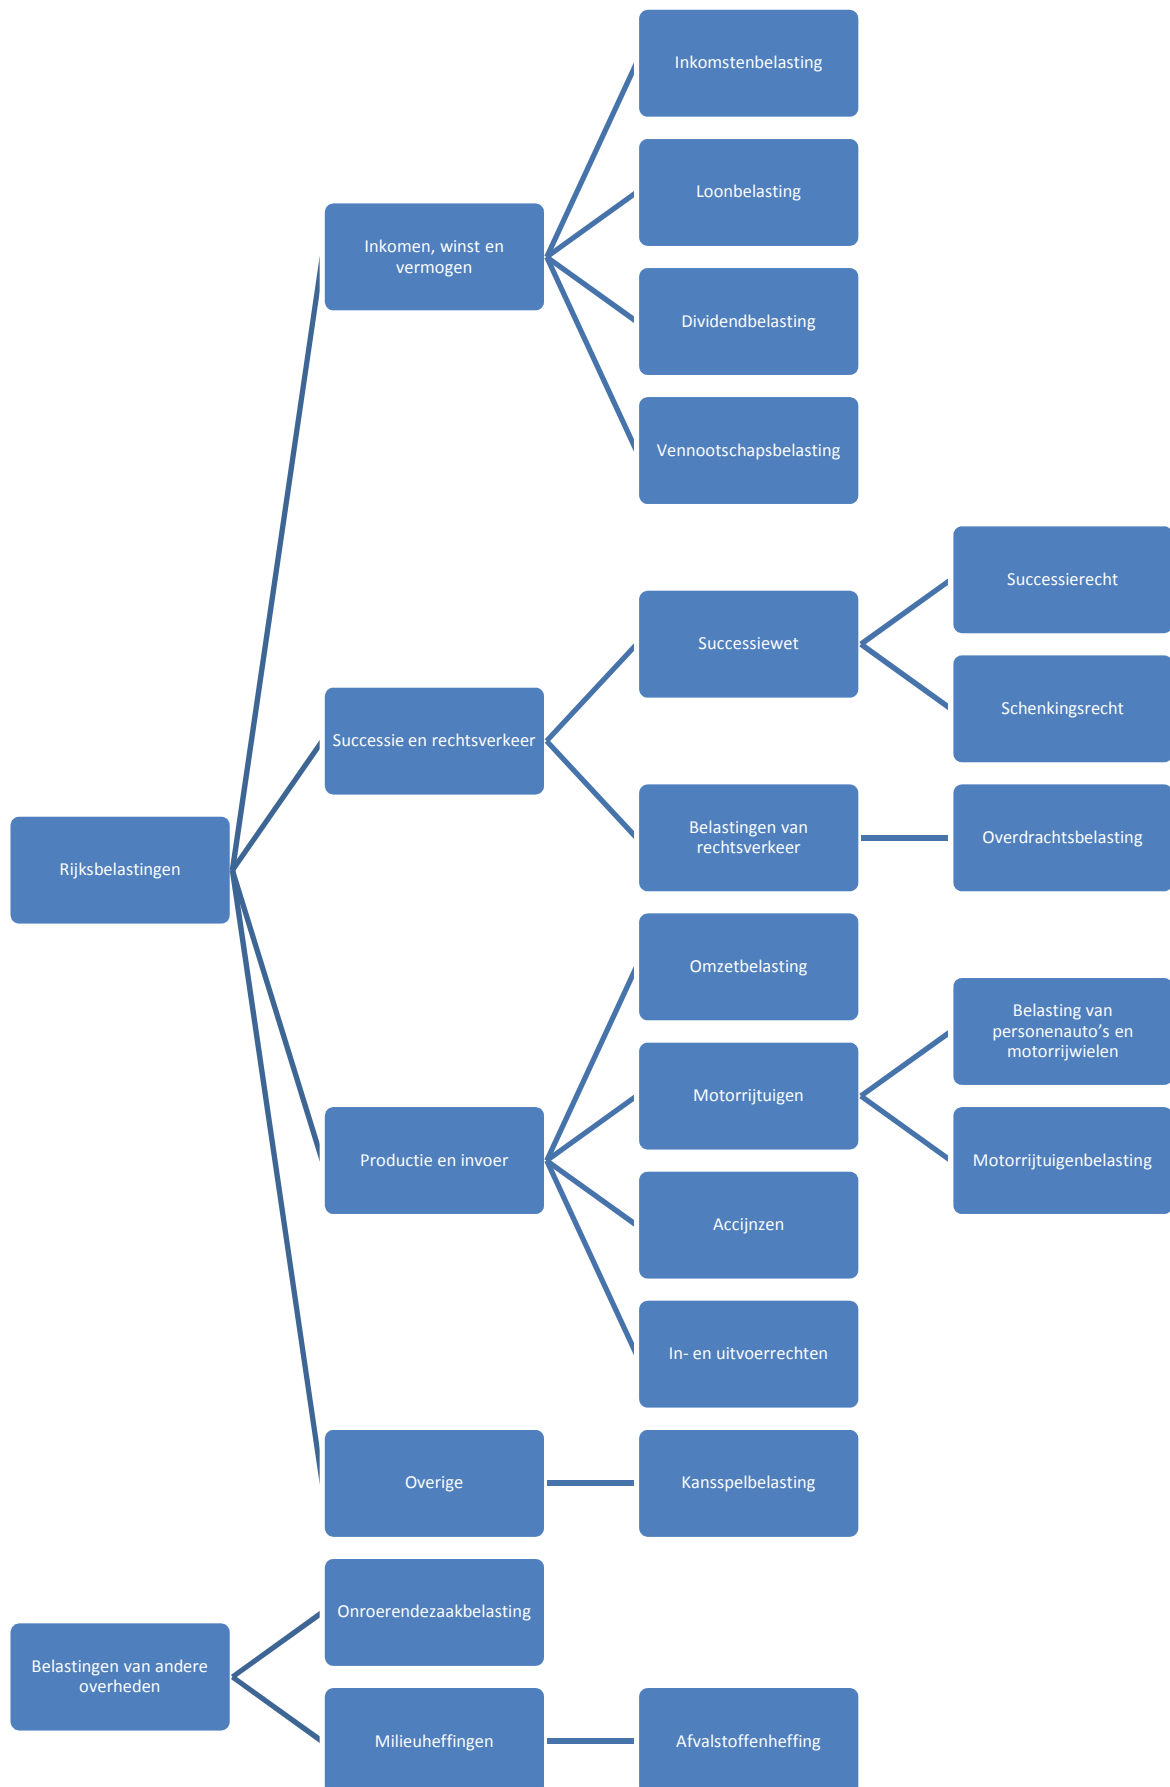 Inkomstenbelasting
Loonbelasting
Inkomen, winst en
vermogen
Dividendbelasting
Vennootschapsbelasting
Successierecht
Successiewet
Schenkingsrecht
Successie en rechtsverkeer
Belastingen van
rechtsverkeer
Overdrachtsbelasting
Rijksbelastingen
Omzetbelasting
Belasting van
personenauto's en
motorrijwielen
Motorrijtuigen
Productie en invoer
Motorrijtuigenbelasting
Accijnzen
In- en uitvoerrechten
Overige
Kansspelbelasting
Onroerendezaakbelasting
Belastingen van andere
overheden
Milieuheffingen
Afvalstoffenheffing